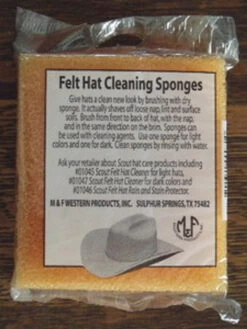 Felt Hat Cleaning Sponges
Give hats a clean new look by brushing with dry
sponge. It actually shaves off loose nap, lint and surface
soils. Brush from front to back of hat, with the nap,
and in the same direction on the brim. Sponges can
be used with cleaning agents. Use one sponge for light
colors and one for dark. Clean sponges by rinsing with water.
Ask your retailer about Scout hat care products including
#01045 Scout Felt Hat Cleaner for light hats,
#01047 Scout Felt Hat Cleaner for dark colors and
#01046 Scout Felt Hat Rain and Stain Protector.
M & F WESTERN PRODUCTS, INC. SULPHUR SPRINGS, TX 75482
M&F